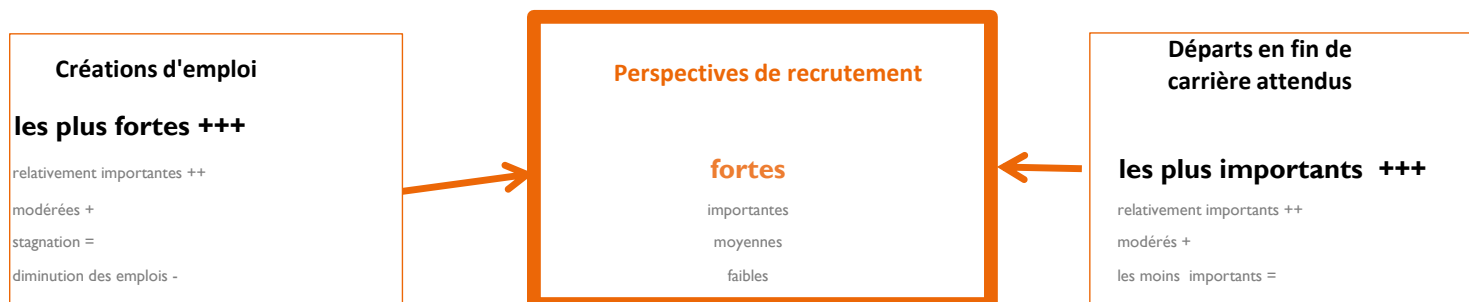 Créations d'emploi
les plus fortes +++
relativement importantes ++
modérées +
stagnation =
diminution des emplois -
Perspectives de recrutement
fortes
importantes
moyennes
faibles
Départs en fin de
carrière attendus
les plus importants +++
relativement importants ++
modérés +
les moins importants =